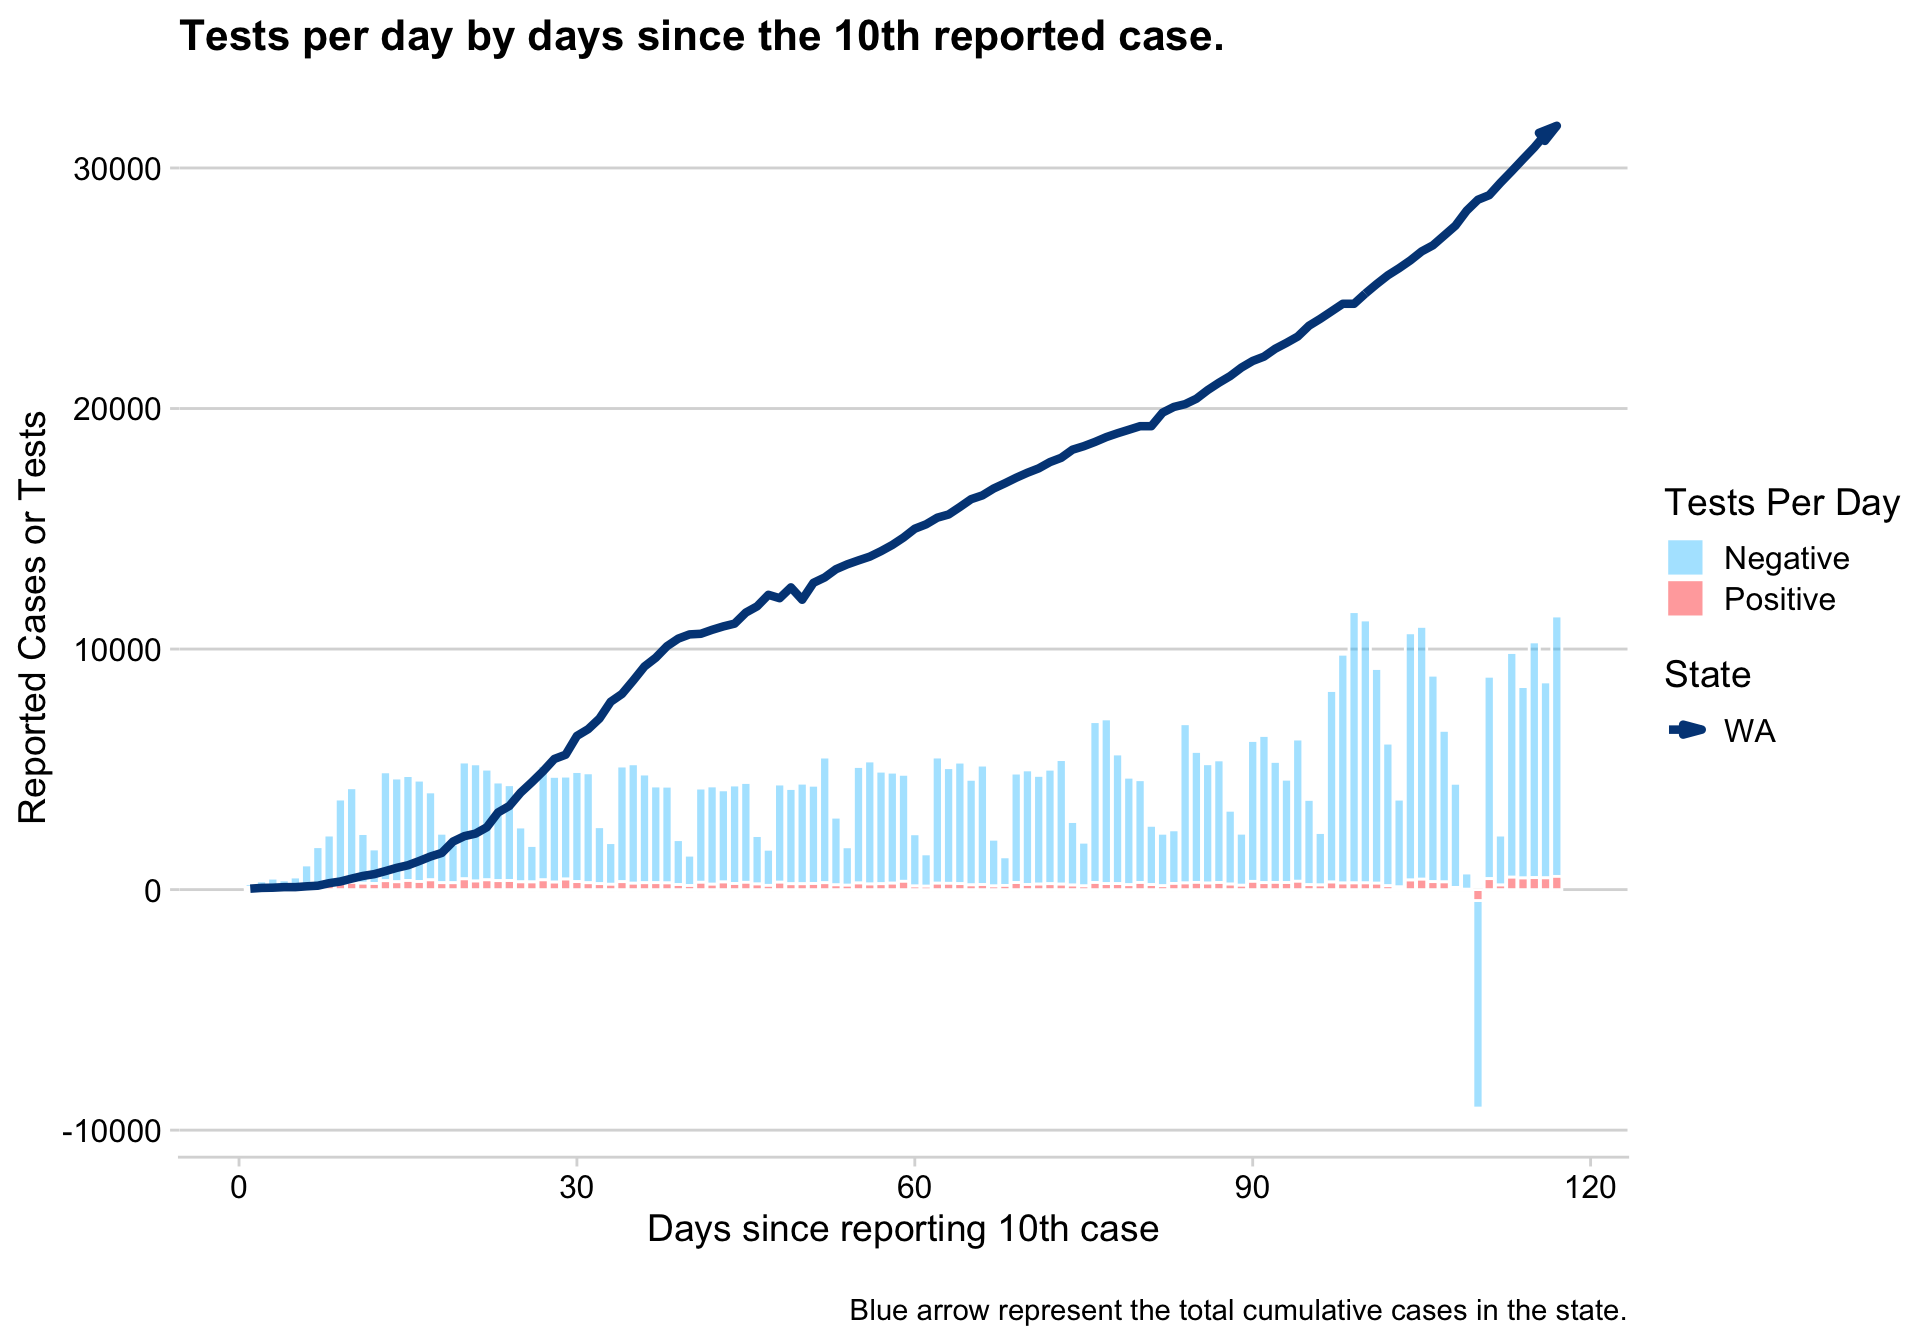 Tests per day by days since the 10th reported case.
30000
20000
10000
0
-10000
Reported Cases or Tests
0 30 60 90 120
Days since reporting 10th case
Tests Per Day
Negative
Positive
State
WA
Blue arrow represent the total cumulative cases in the state.